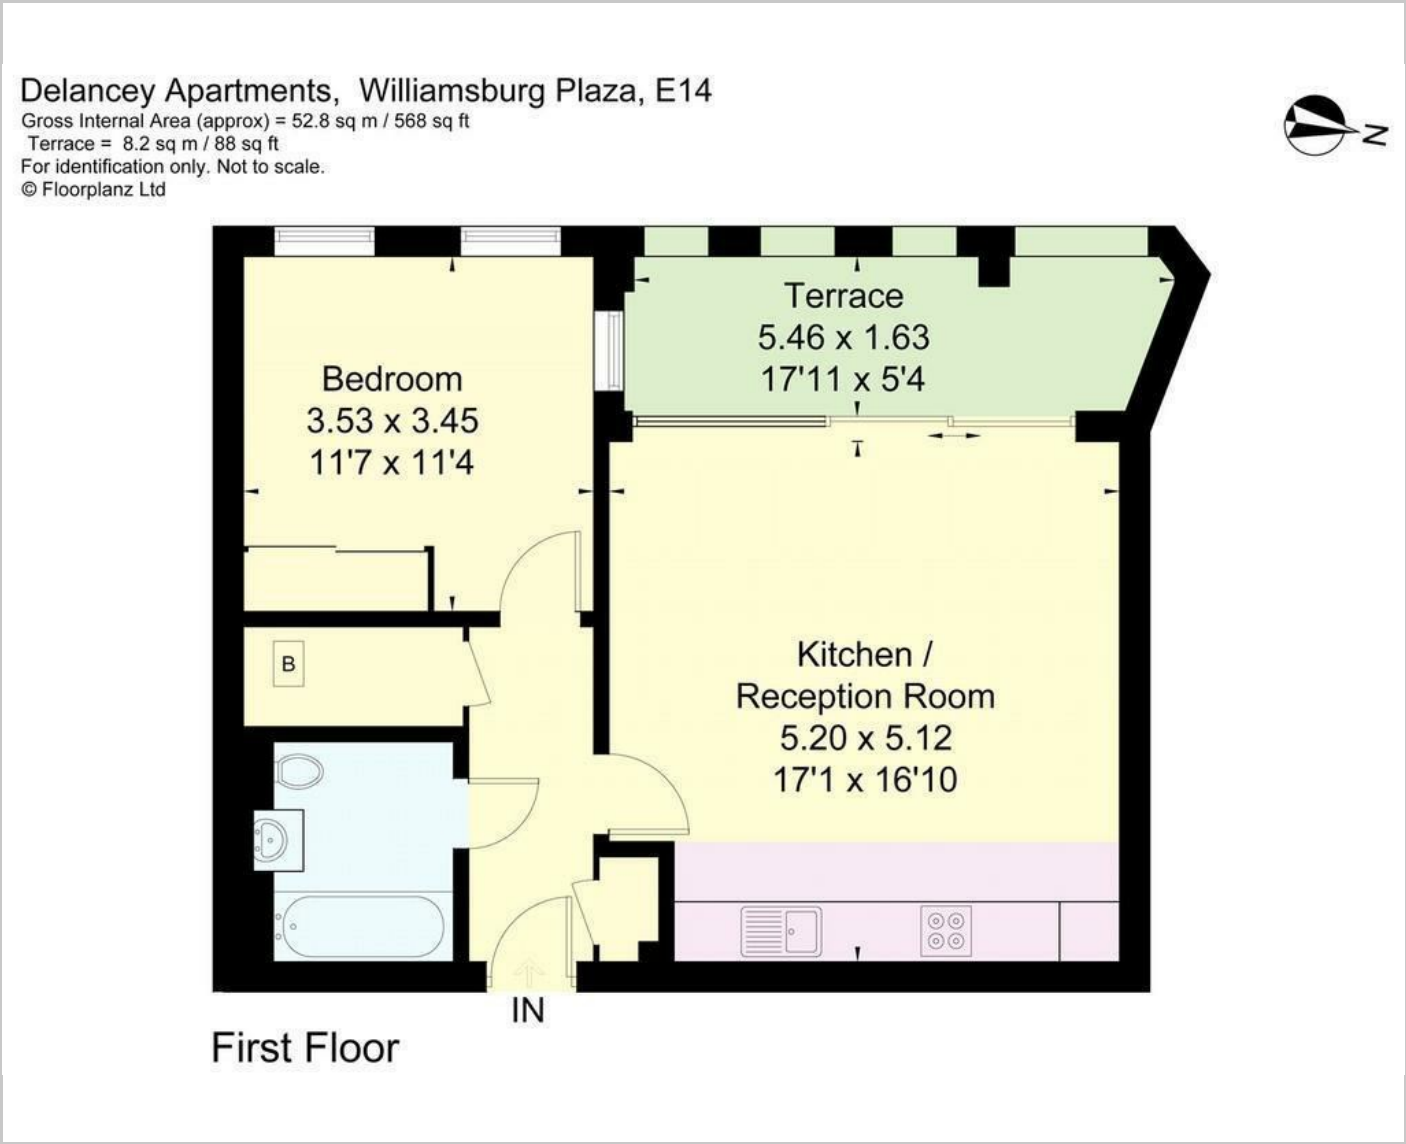 Delancey Apartments, Williamsburg Plaza, E14
Gross Internal Area (approx) = 52.8 sq m / 568 sq ft
Terrace = 8.2 sq m / 88 sq ft
For identification only. Not to scale.
© Floorplanz Ltd
N
Terrace
5.46 x 1.63
17'11 x 5'4
Bedroom
3.53 x 3.45
11'7 x 11'4
B
Kitchen /
Reception Room
5.20 x 5.12
17'1 x 16'10
IN
First Floor